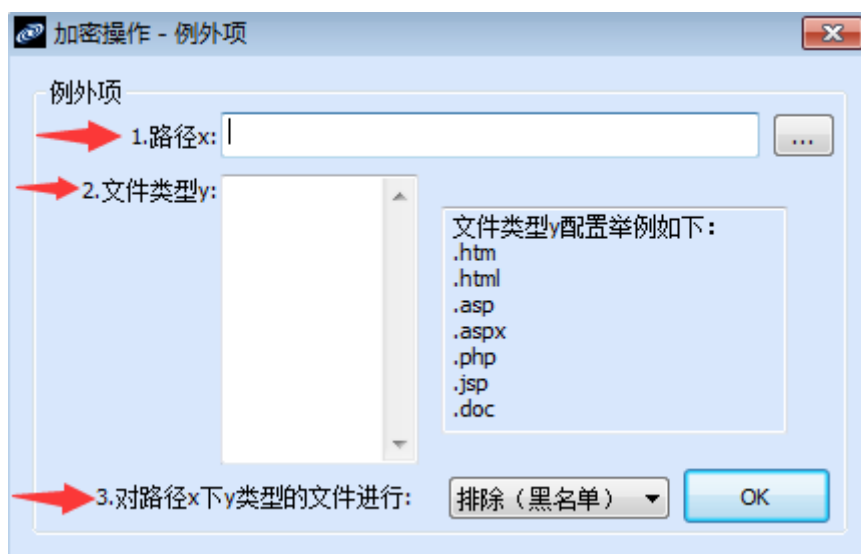 加密操作 - 例外项
例外项
1.路径x:
...
2.文件类型y:
文件类型y配置举例如下：
.htm
.html
.asp
.aspx
.php
.jsp
.doc
3.对路径x下y类型的文件进行:
排除（黑名单）
OK